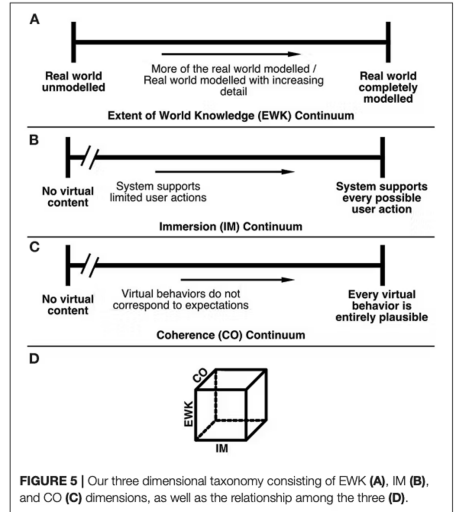 A
More of the real world modelled /
Real world modelled with increasing
detail
Real world
unmodelled
Real world
completely
modelled
Extent of World Knowledge (EWK) Continuum
B
No virtual
content
System supports
limited user actions
System supports
every possible
user action
Immersion (IM) Continuum
C
No virtual
content
Virtual behaviors do not
correspond to expectations
Every virtual
behavior is
entirely plausible
Coherence (CO) Continuum
D
CO
EWK
IM
FIGURE 5 | Our three dimensional taxonomy consisting of EWK (A), IM (B),
and CO (C) dimensions, as well as the relationship among the three (D).